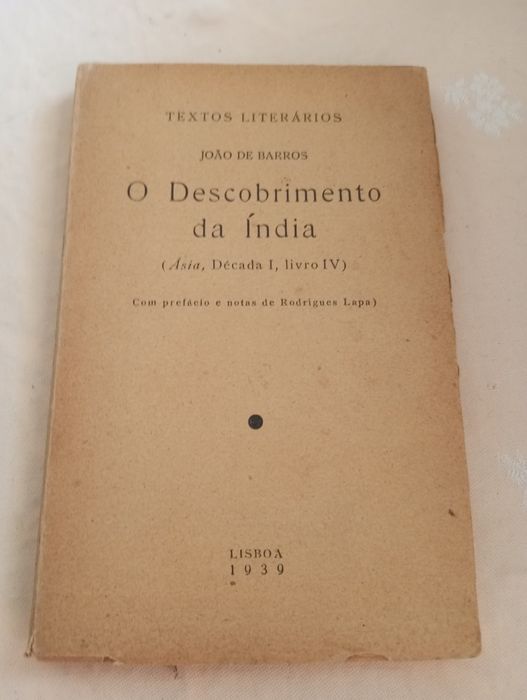 TEXTOS LITERÁRIOS
JOÃO DE BARROS
O Descobrimento
da Índia
(Ásia, Década I, livro IV)
Com prefácio e notas de Rodrigues Lapa)
LISBOA
1939